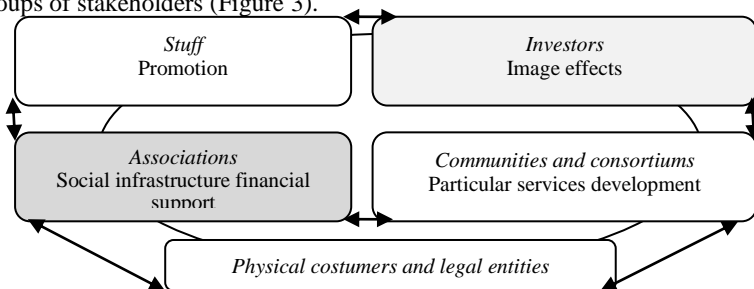 oups of stakeholders (Figure 3).
Stuff
Promotion
Investors
Image effects
Associations
Social infrastructure financial
support
Communities and consortiums
Particular services development
Physical costumers and legal entities